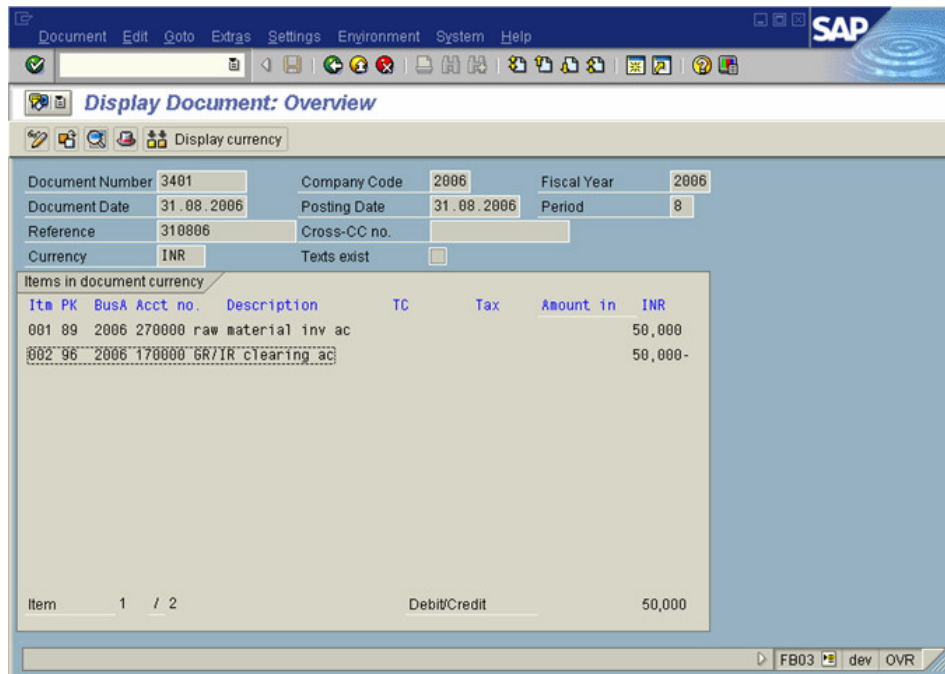 Document Edit Goto Extras Settings Environment System Help
SAP
Display Document: Overview
Display currency
Document Number 3401 Company Code 2006 Fiscal Year 2006
Document Date 31.08.2006 Posting Date 31.08.2006 Period 8
Reference 310806 Cross-CC no.
Currency INR Texts exist
Items in document currency
Itm PK BusA Acct no. Description TC Tax Amount in INR
001 89 2006 270000 raw material inv ac 50,000
002 96 2006 170000 GR/IR clearing ac 50,000-
Item 1 / 2 Debit/Credit 50,000
FB03 dev OVR